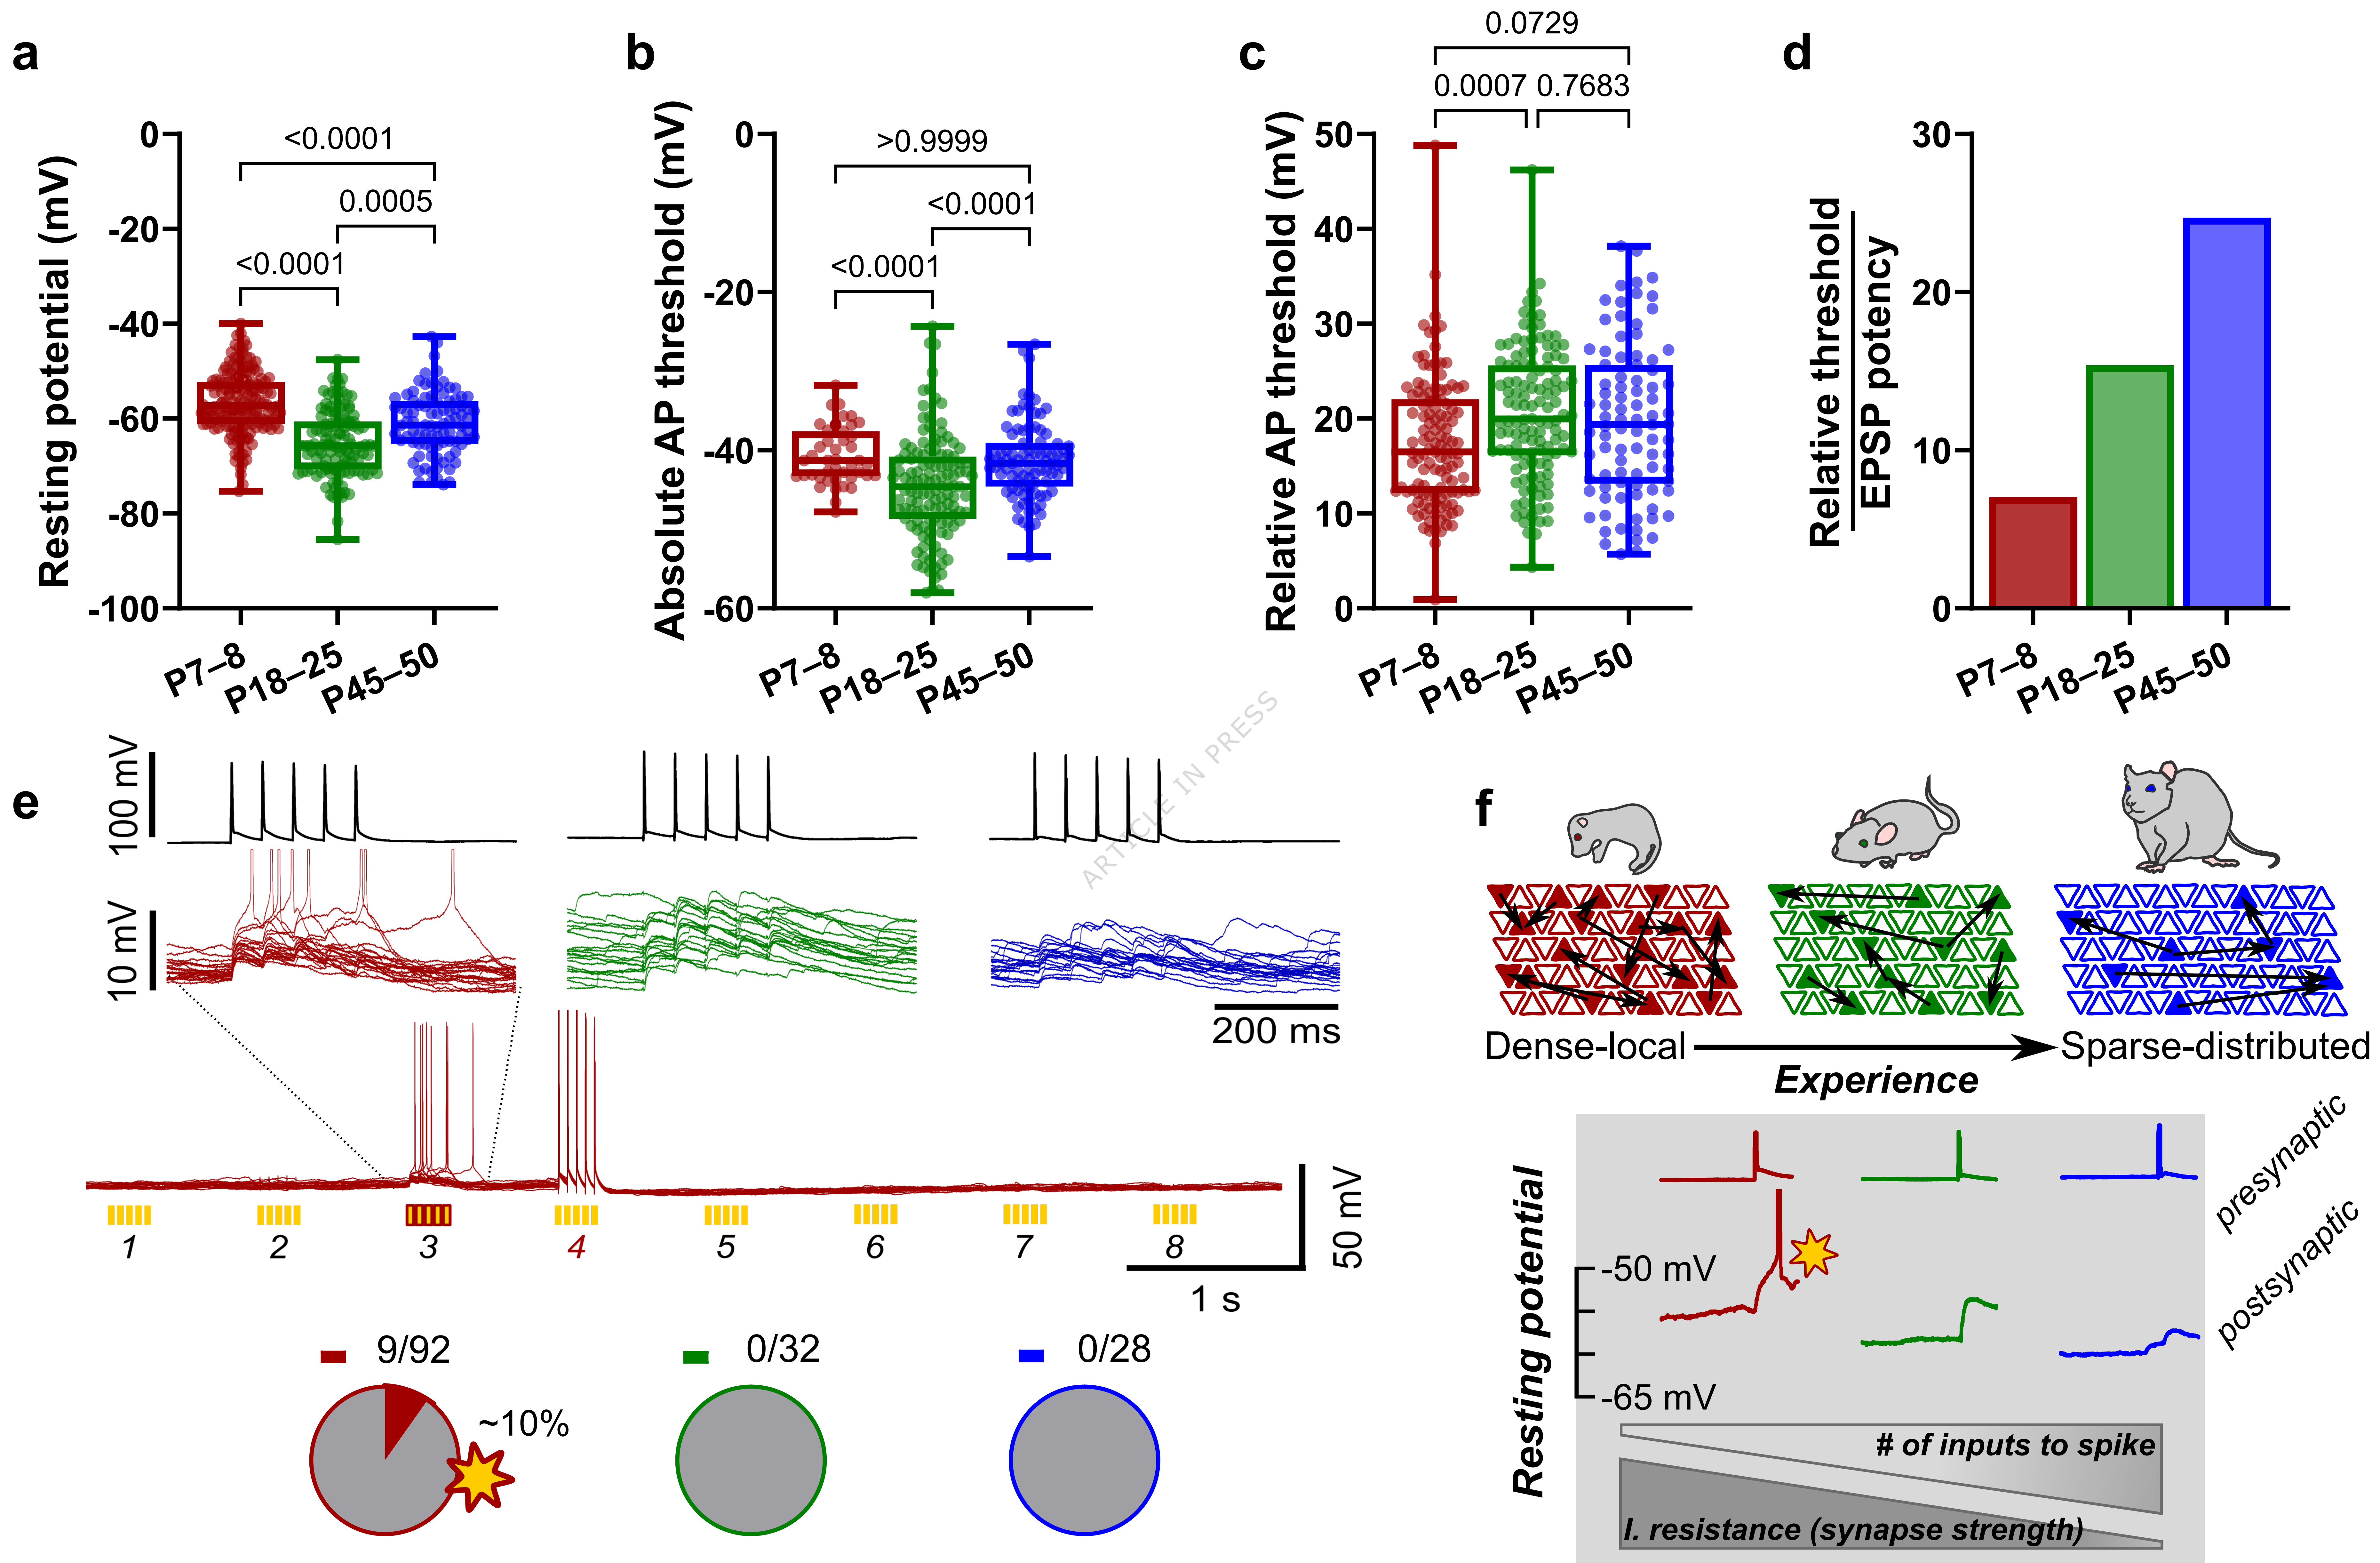 a
Resting potential (mV)
0
-20
-40
-60
-80
-100
<0.0001
0.0005
<0.0001
P7–8
P18–25
P45–50
b
Absolute AP threshold (mV)
0
-20
-40
-60
>0.9999
<0.0001
<0.0001
P7–8
P18–25
P45–50
c
Relative AP threshold (mV)
50
40
30
20
10
0
0.0729
0.0007 0.7683
P7–8
P18–25
P45–50
d
Relative threshold
EPSP potency
30
20
10
0
P7–8
P18–25
P45–50
ARTICLE IN PRESS
e
100 mV
10 mV
200 ms
1 2 3 4 5 6 7 8
50 mV
1 s
9/92
0/32
0/28
~10%
f
Dense-local
Sparse-distributed
Experience
presynaptic
postsynaptic
Resting potential
-50 mV
-65 mV
# of inputs to spike
I. resistance (synapse strength)